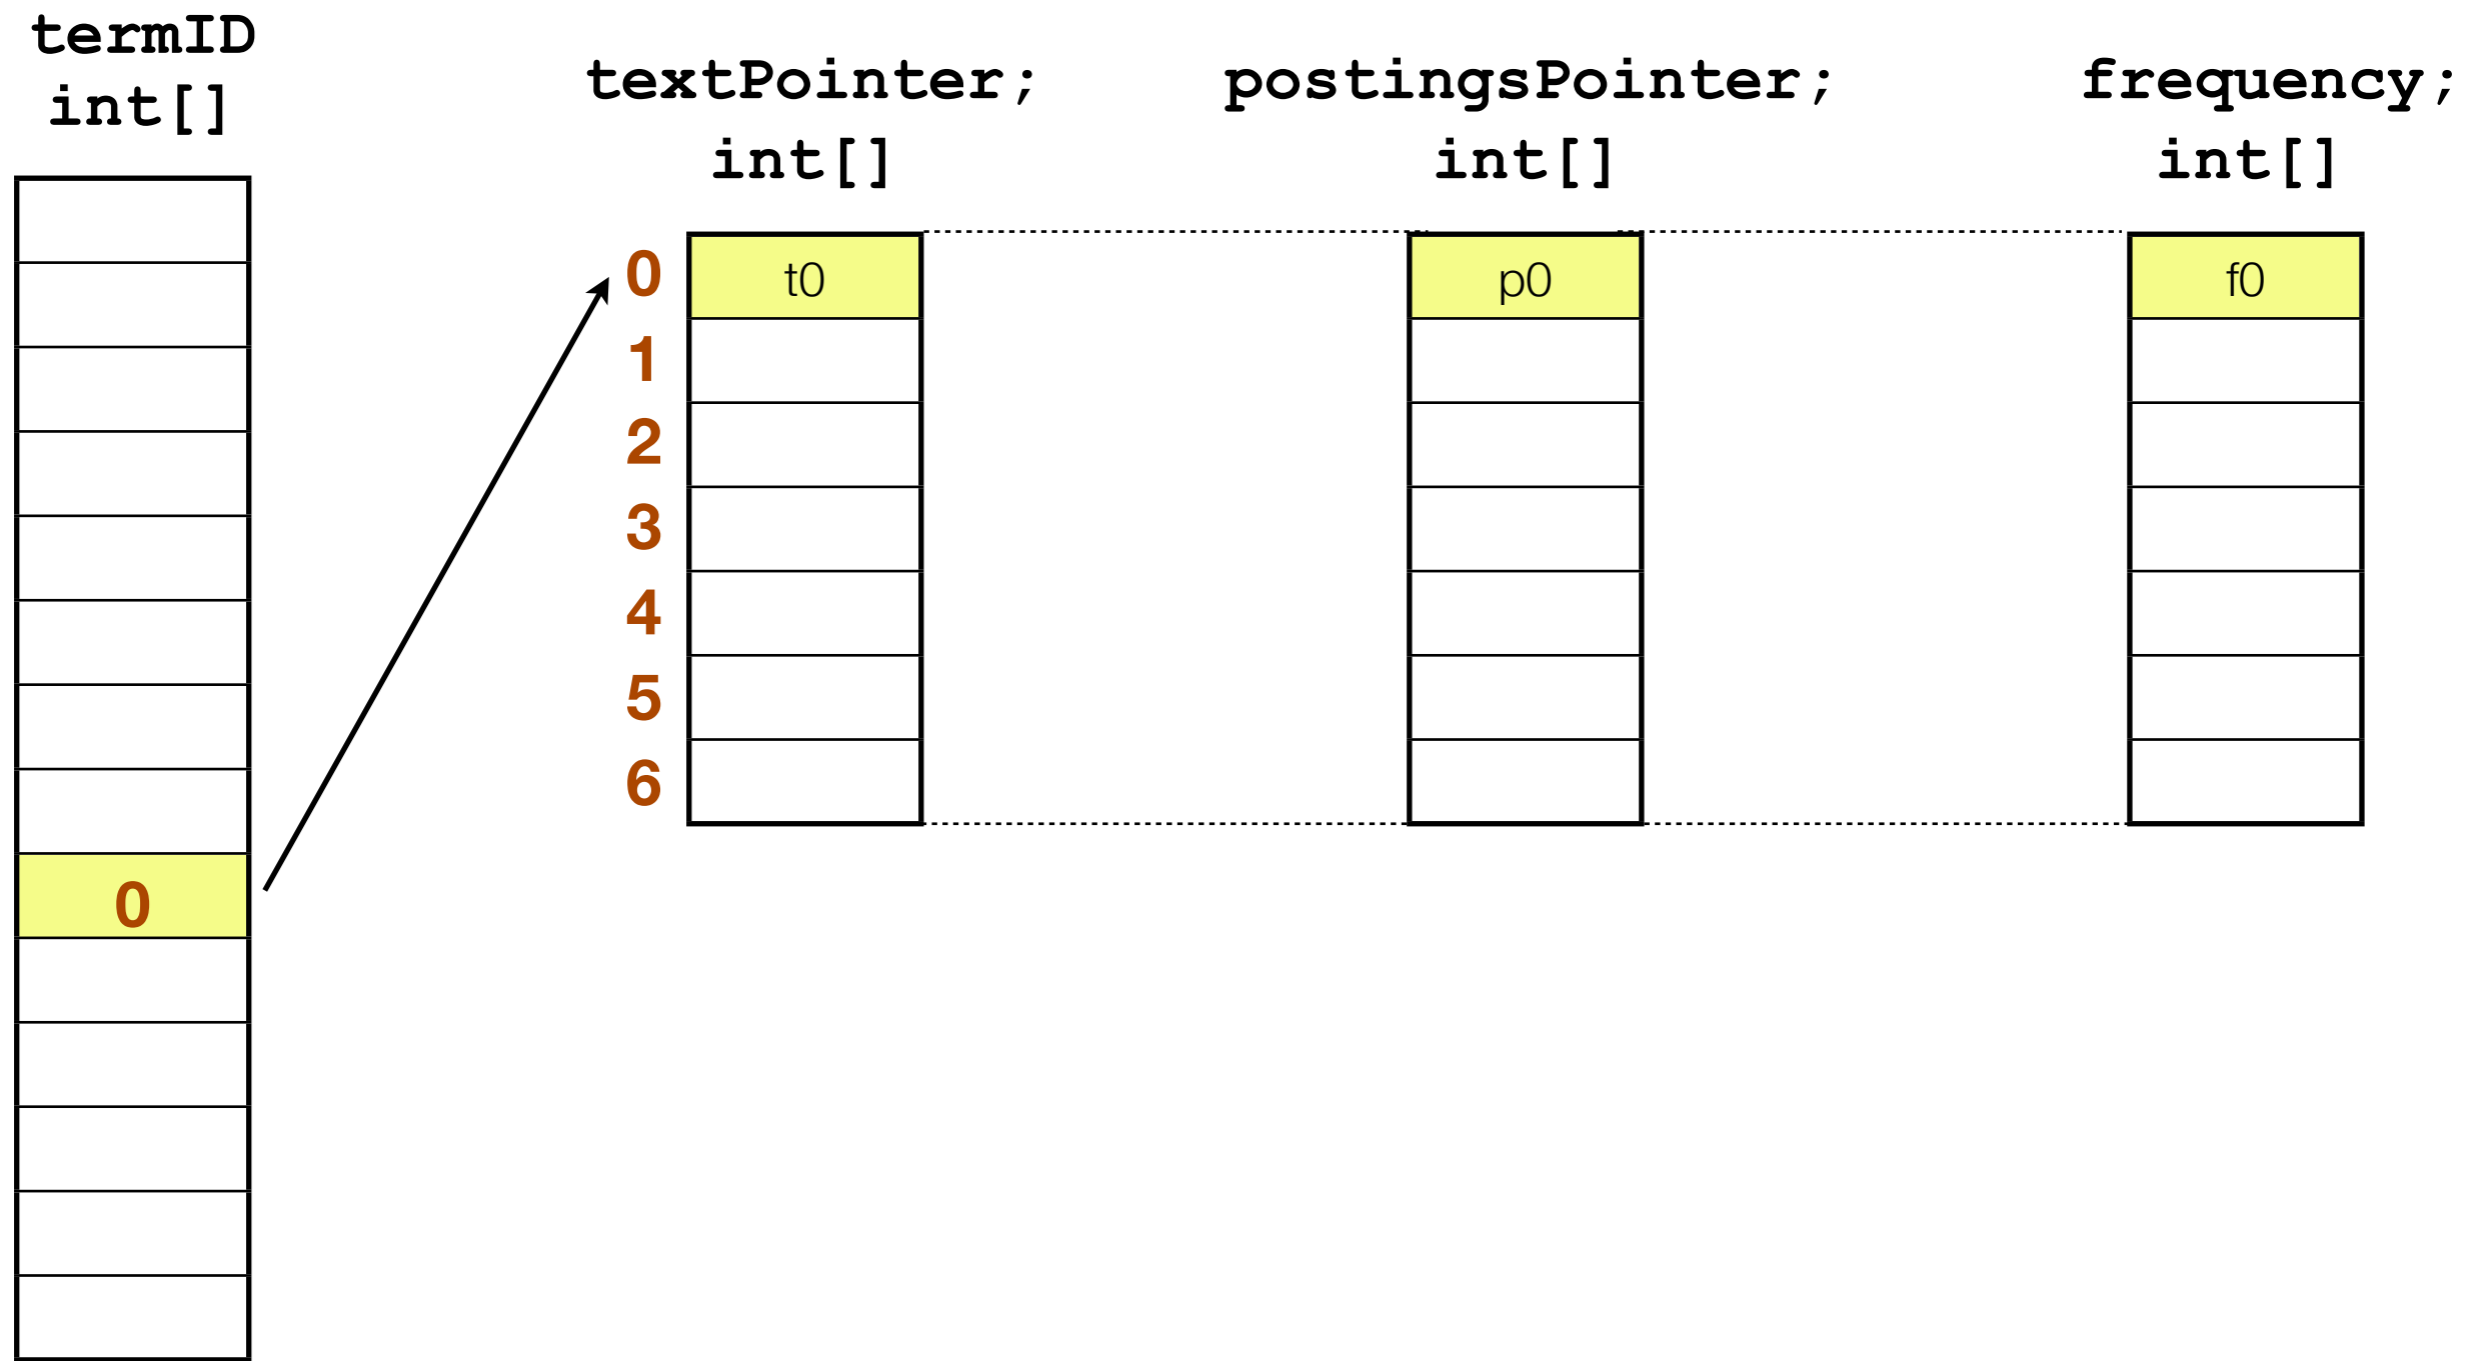 termID
int[]
textPointer;
int[]
postingsPointer;
int[]
frequency;
int[]
0 t0 p0 f0
1
2
3
4
5
6
0